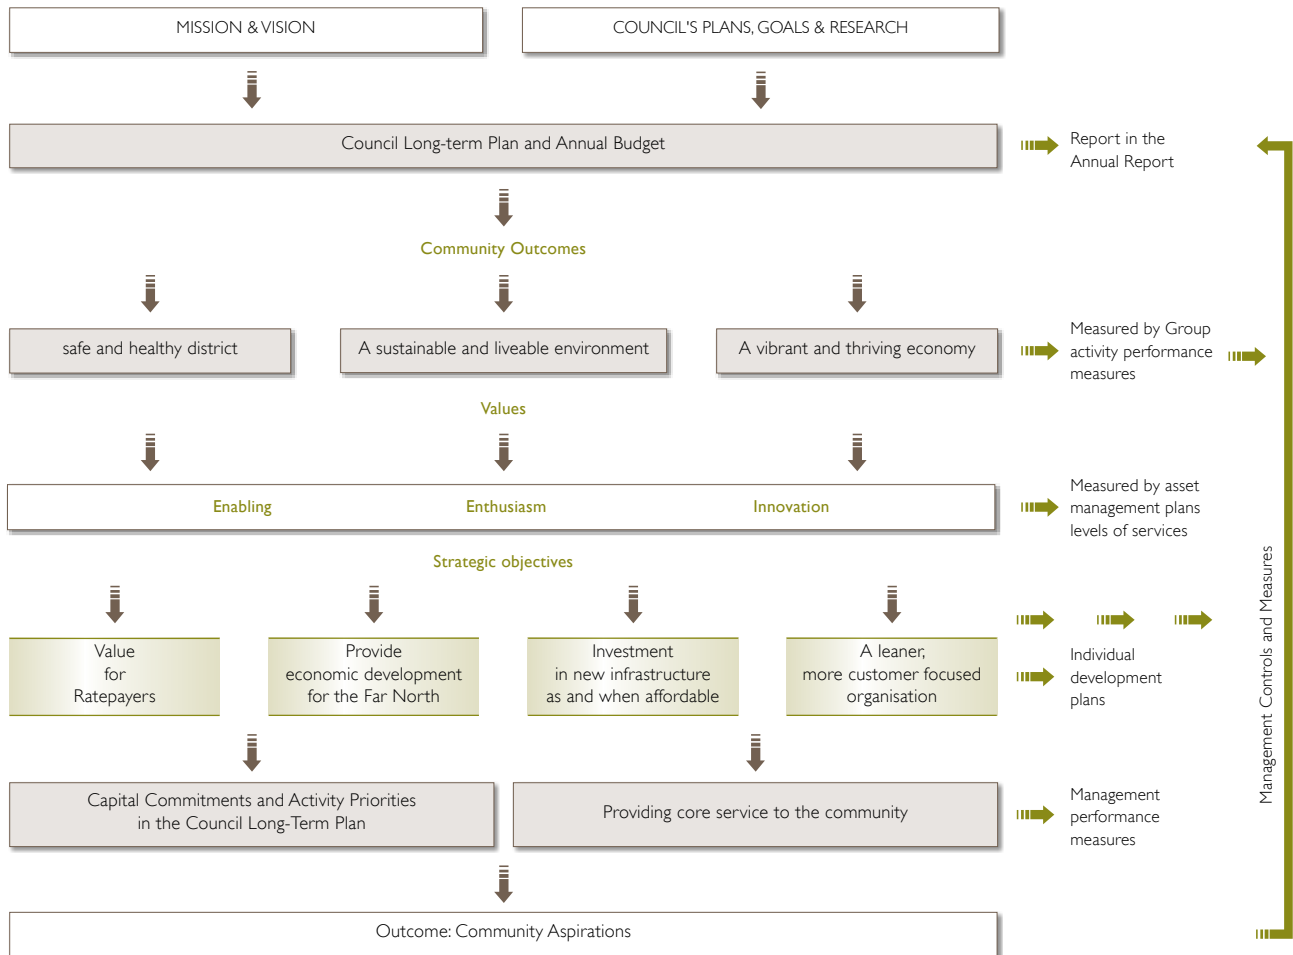 MISSION & VISION
COUNCIL'S PLANS, GOALS & RESEARCH
Council Long-term Plan and Annual Budget
Report in the
Annual Report
Community Outcomes
safe and healthy district
A sustainable and liveable environment
A vibrant and thriving economy
Measured by Group
activity performance
measures
Values
Enabling
Enthusiasm
Innovation
Measured by asset
management plans
levels of services
Strategic objectives
Value
for
Ratepayers
Provide
economic development
for the Far North
Investment
in new infrastructure
as and when affordable
A leaner,
more customer focused
organisation
Individual
development
plans
Capital Commitments and Activity Priorities
in the Council Long-Term Plan
Providing core service to the community
Management
performance
measures
Outcome: Community Aspirations
Management Controls and Measures